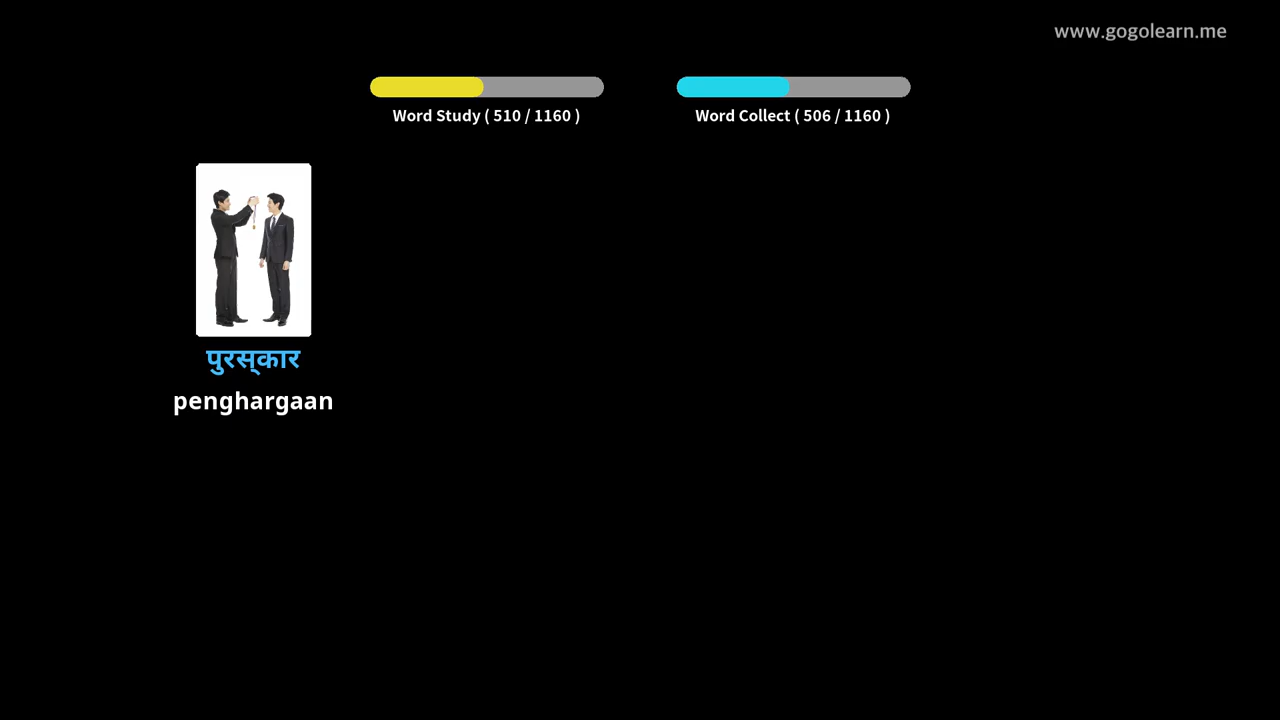 www.gogolearn.me
Word Study ( 510 / 1160 )
Word Collect ( 506 / 1160 )
पुरस्कार
penghargaan